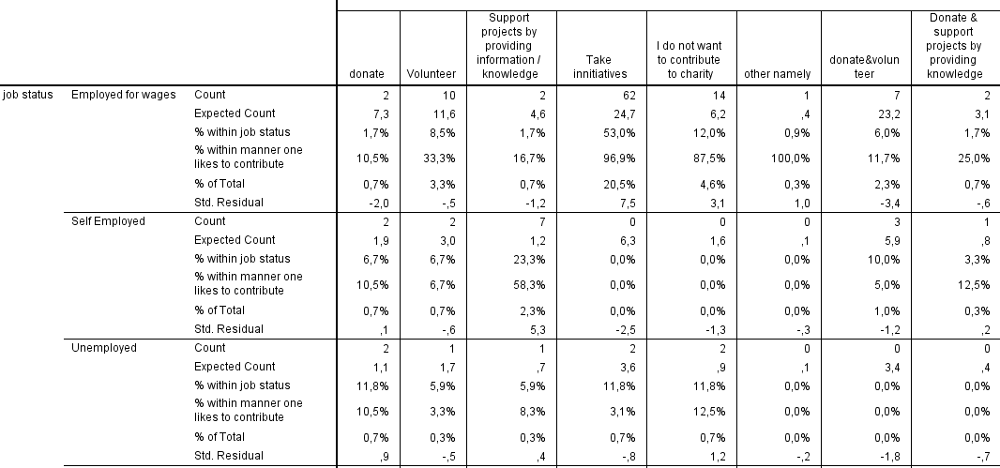 donate Volunteer Support projects by providing information / knowledge Take innitiatives I do not want to contribute to charity other namely donate&volun teer Donate & support projects by providing knowledge
job status Employed for wages Count 2 10 2 62 14 1 7 2
Expected Count 7,3 11,6 4,6 24,7 6,2 ,4 23,2 3,1
% within job status 1,7% 8,5% 1,7% 53,0% 12,0% 0,9% 6,0% 1,7%
% within manner one likes to contribute 10,5% 33,3% 16,7% 96,9% 87,5% 100,0% 11,7% 25,0%
% of Total 0,7% 3,3% 0,7% 20,5% 4,6% 0,3% 2,3% 0,7%
Std. Residual -2,0 -,5 -1,2 7,5 3,1 1,0 -3,4 -,6
Self Employed Count 2 2 7 0 0 0 3 1
Expected Count 1,9 3,0 1,2 6,3 1,6 ,1 5,9 ,8
% within job status 6,7% 6,7% 23,3% 0,0% 0,0% 0,0% 10,0% 3,3%
% within manner one likes to contribute 10,5% 6,7% 58,3% 0,0% 0,0% 0,0% 5,0% 12,5%
% of Total 0,7% 0,7% 2,3% 0,0% 0,0% 0,0% 1,0% 0,3%
Std. Residual ,1 -,6 5,3 -2,5 -1,3 -,3 -1,2 ,2
Unemployed Count 2 1 1 2 2 0 0 0
Expected Count 1,1 1,7 ,7 3,6 ,9 ,1 3,4 ,4
% within job status 11,8% 5,9% 5,9% 11,8% 11,8% 0,0% 0,0% 0,0%
% within manner one likes to contribute 10,5% 3,3% 8,3% 3,1% 12,5% 0,0% 0,0% 0,0%
% of Total 0,7% 0,3% 0,3% 0,7% 0,7% 0,0% 0,0% 0,0%
Std. Residual ,9 -,5 ,4 -,8 1,2 -,2 -1,8 -,7